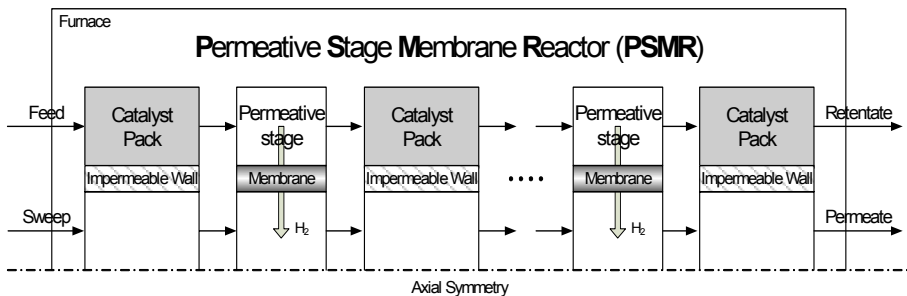 Furnace
Permeative Stage Membrane Reactor (PSMR)
Feed
Catalyst
Pack
Permeative
stage
Catalyst
Pack
Permeative
stage
Catalyst
Pack
Retentate
Impermeable Wall
Membrane
Impermeable Wall
Membrane
Impermeable Wall
Sweep
H₂
H₂
Permeate
Axial Symmetry